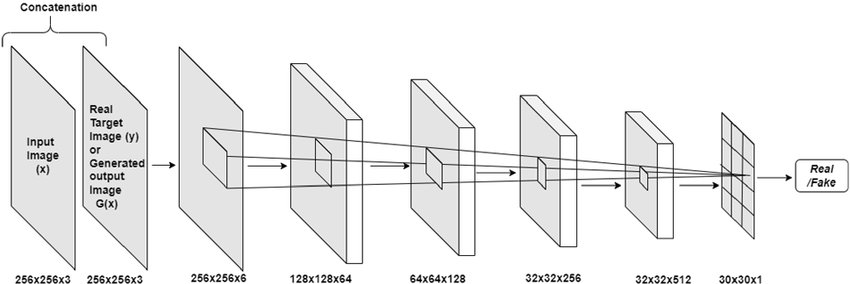 Concatenation
Input
Image
(x)
Real
Target
Image (y)
or
Generated
output
Image
G(x)
Real
/Fake
256x256x3
256x256x3
256x256x6
128x128x64
64x64x128
32x32x256
32x32x512
30x30x1